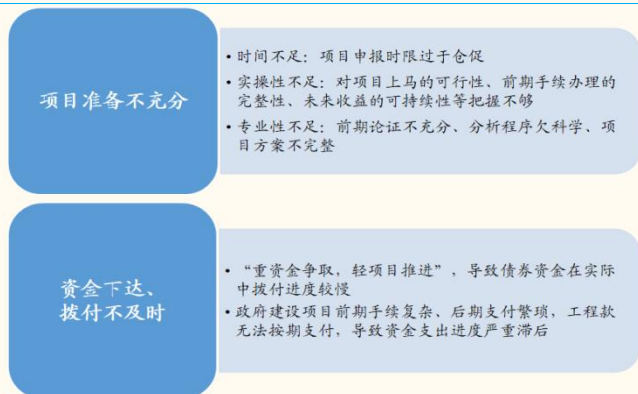 项目准备不充分
• 时间不足：项目申报时限过于仓促
• 实操性不足：对项目上马的可行性、前期手续办理的
完整性、未来收益的可持续性等把握不够
• 专业性不足：前期论证不充分、分析程序欠科学、项
目方案不完整
资金下达、
拨付不及时
• “重资金争取，轻项目推进”，导致债券资金在实际
中拨付进度较慢
• 政府建设项目前期手续复杂、后期支付繁琐，工程款
无法按期支付，导致资金支出进度严重滞后